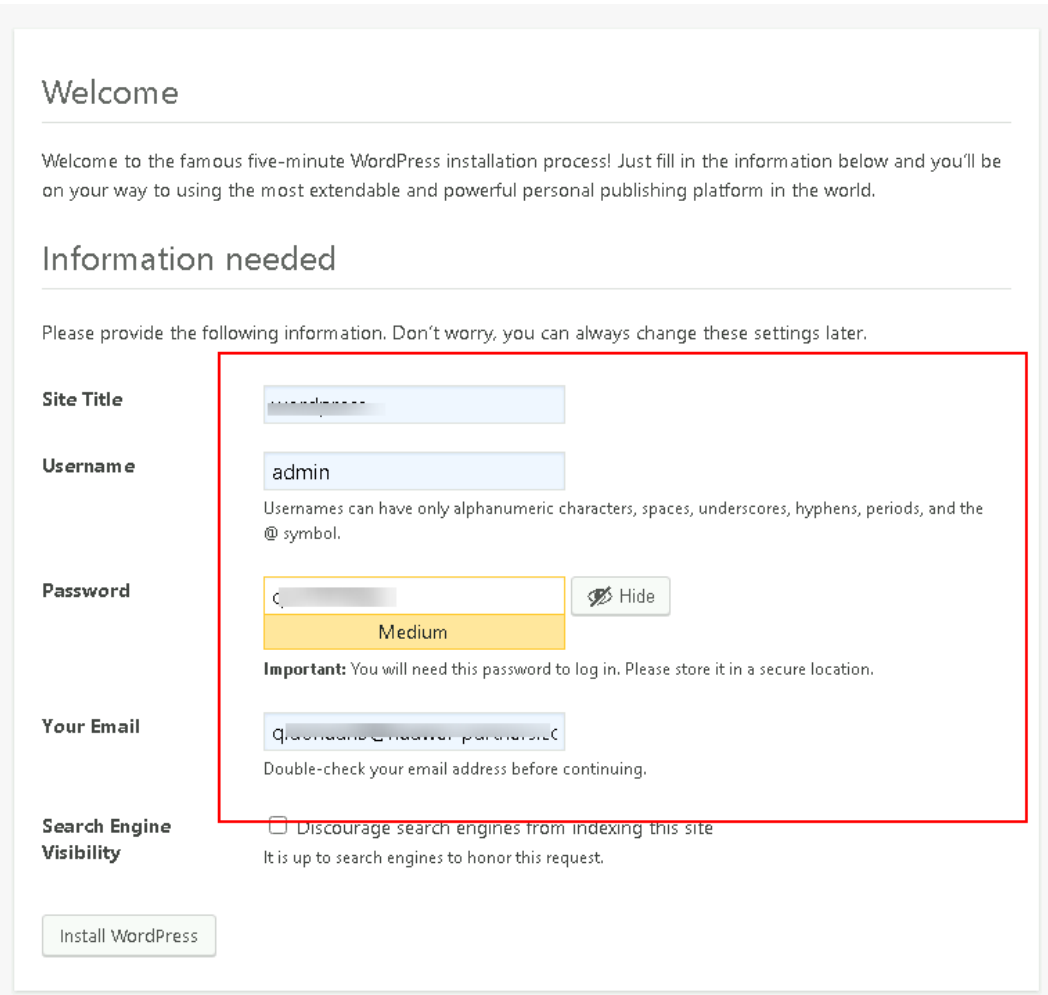 Welcome
Welcome to the famous five-minute WordPress installation process! Just fill in the information below and you’ll be
on your way to using the most extendable and powerful personal publishing platform in the world.
Information needed
Please provide the following information. Don’t worry, you can always change these settings later.
Site Title
Username admin
Usernames can have only alphanumeric characters, spaces, underscores, hyphens, periods, and the
@ symbol.
Password Hide
Medium
Important: You will need this password to log in. Please store it in a secure location.
Your Email
Double-check your email address before continuing.
Search Engine
Visibility
Discourage search engines from indexing this site
It is up to search engines to honor this request.
Install WordPress